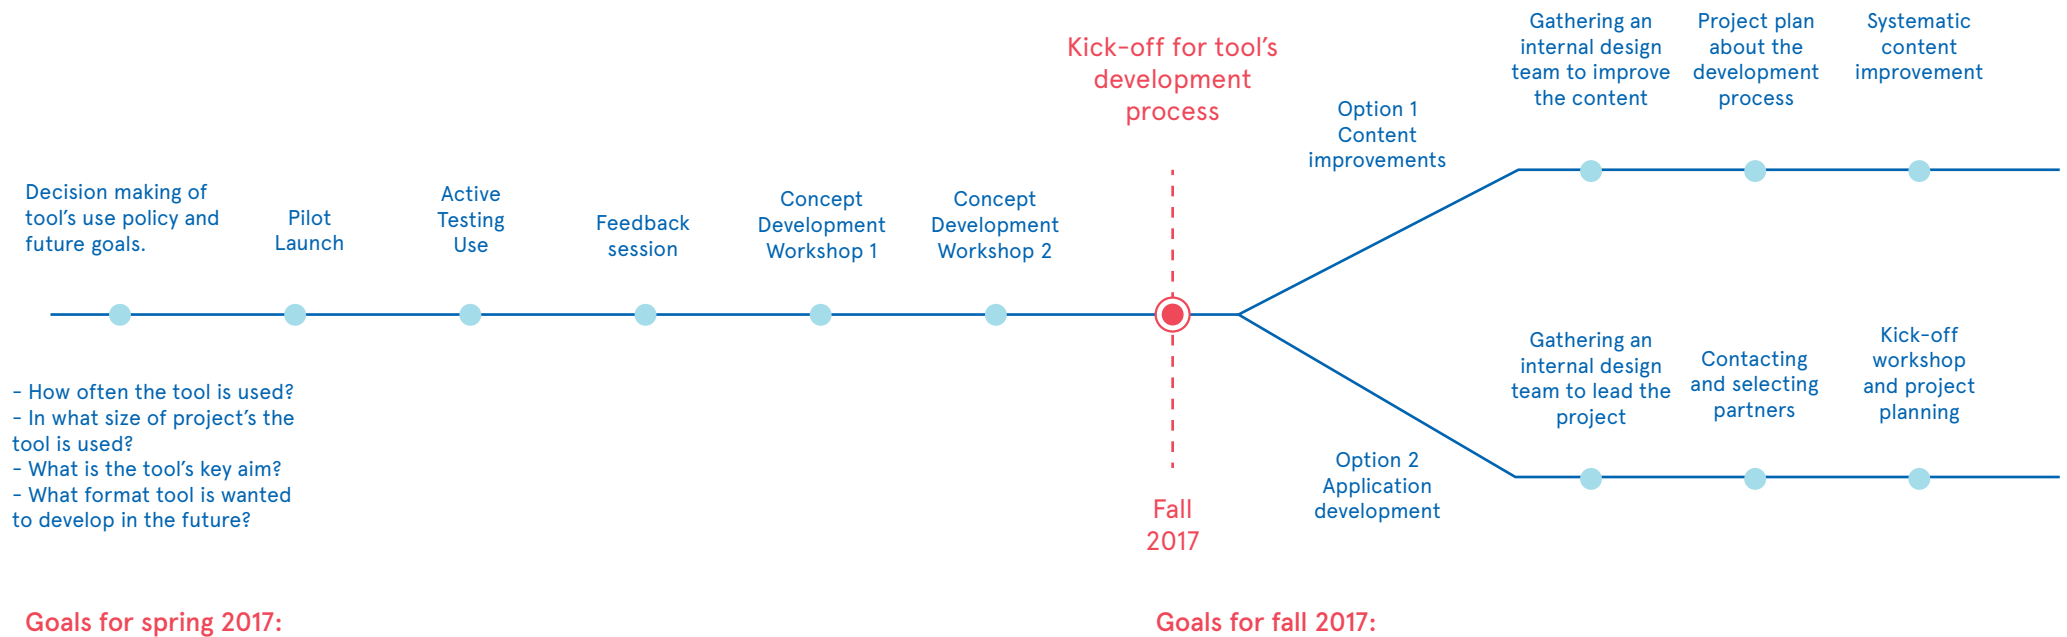 Decision making of
tool's use policy and
future goals.
Pilot
Launch
Active
Testing
Use
Feedback
session
Concept
Development
Workshop 1
Concept
Development
Workshop 2
Kick-off for tool's
development
process
Fall
2017
Option 1
Content
improvements
Gathering an
internal design
team to improve
the content
Project plan
about the
development
process
Systematic
content
improvement
Option 2
Application
development
Gathering an
internal design
team to lead the
project
Contacting
and selecting
partners
Kick-off
workshop
and project
planning
- How often the tool is used?
- In what size of project's the
tool is used?
- What is the tool's key aim?
- What format tool is wanted
to develop in the future?
Goals for spring 2017:
Goals for fall 2017: